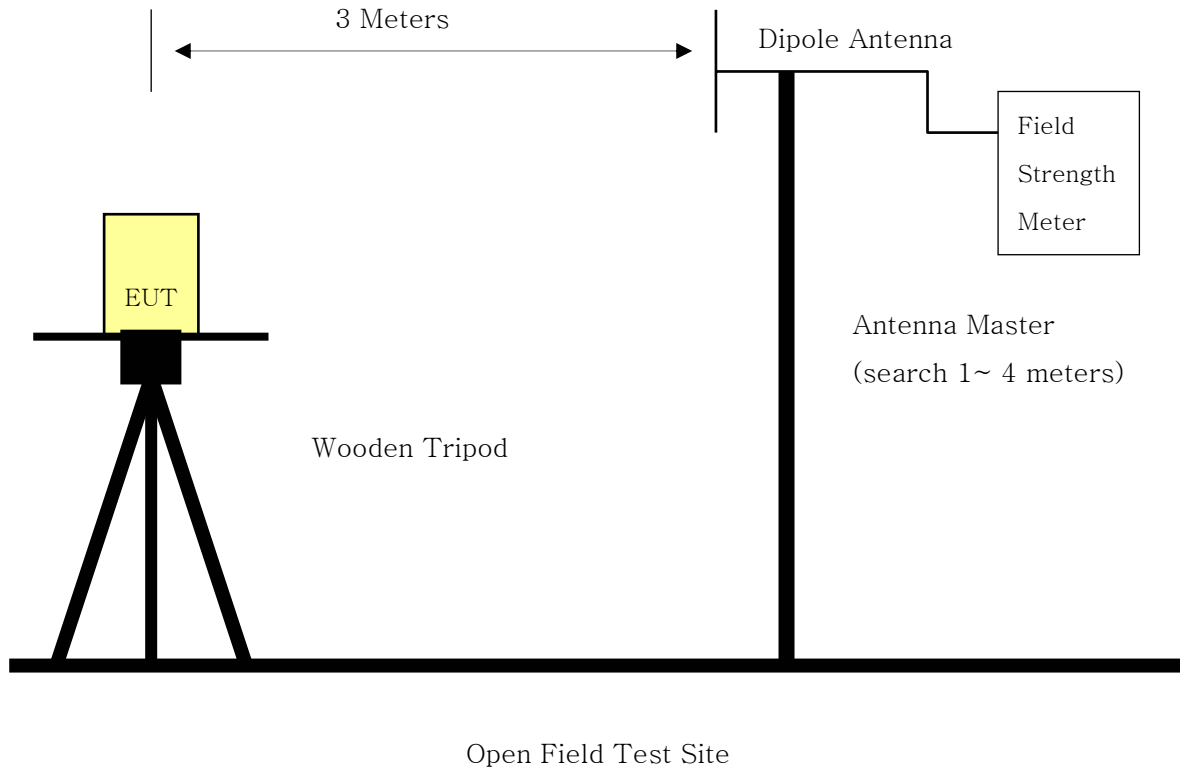 3 Meters
Dipole Antenna
Field
Strength
Meter
EUT
Antenna Master
(search 1~ 4 meters)
Wooden Tripod
Open Field Test Site